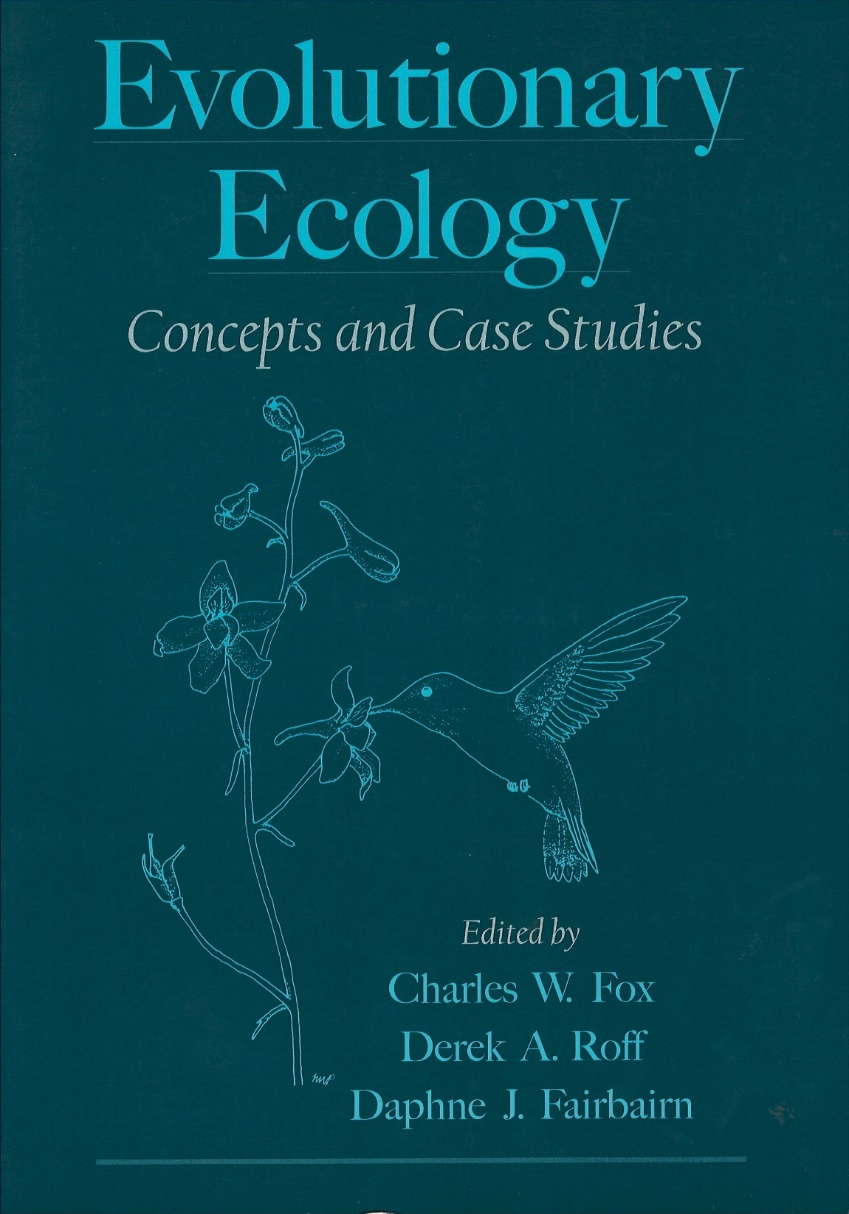 Evolutionary
Ecology
Concepts and Case Studies
Edited by
Charles W. Fox
Derek A. Roff
Daphne J. Fairbairn